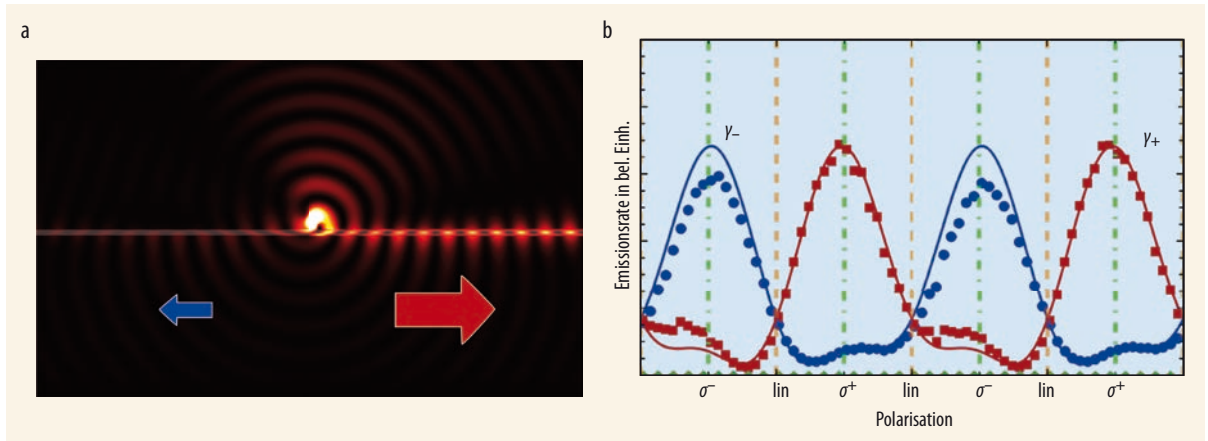 a
b
γ–
γ+
Emissionsrate in bel. Einh.
σ– lin σ+ lin σ– lin σ+
Polarisation